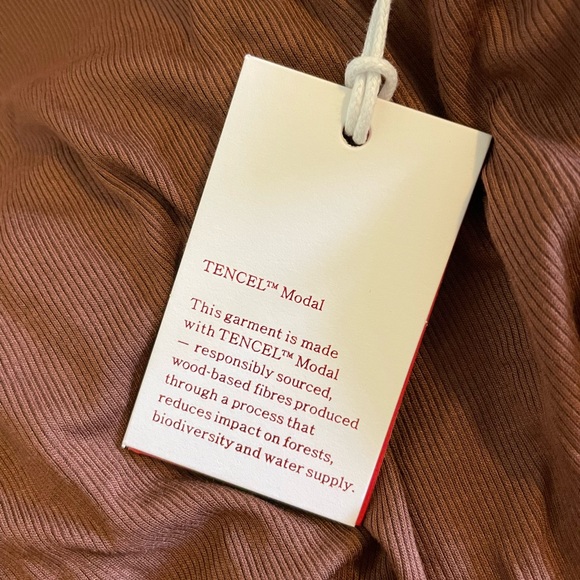 TENCEL™ Modal
This garment is made
with TENCEL™ Modal
— responsibly sourced,
wood-based fibres produced
through a process that
reduces impact on forests,
biodiversity and water supply.